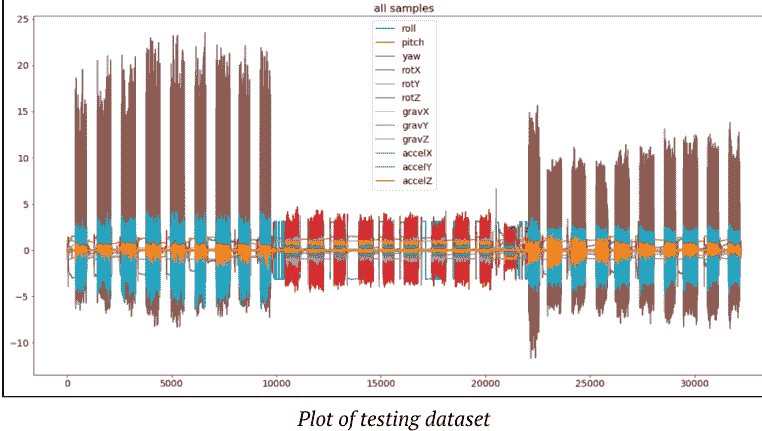 all samples
25
20
15
10
5
0
−5
−10
roll
pitch
yaw
rotX
rotY
rotZ
gravX
gravY
gravZ
accelX
accelY
accelZ
0 5000 10000 15000 20000 25000 30000
Plot of testing dataset